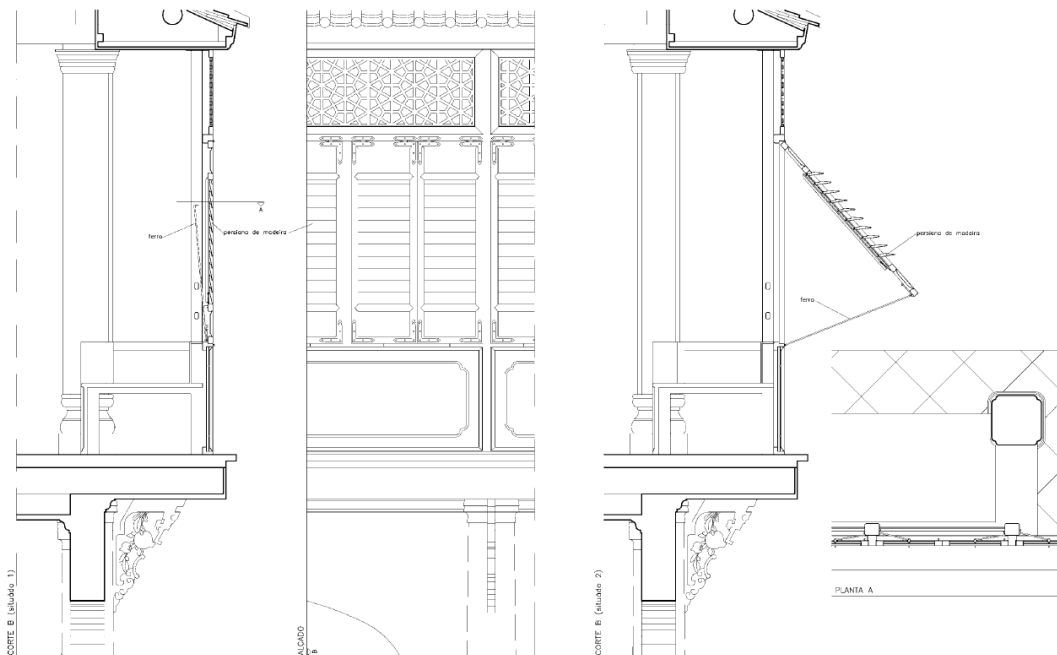 ferro
persiana de madeira
A
CORTE B (situação 1)
ALÇADO
B
persiana de madeira
ferro
CORTE B (situação 2)
PLANTA A